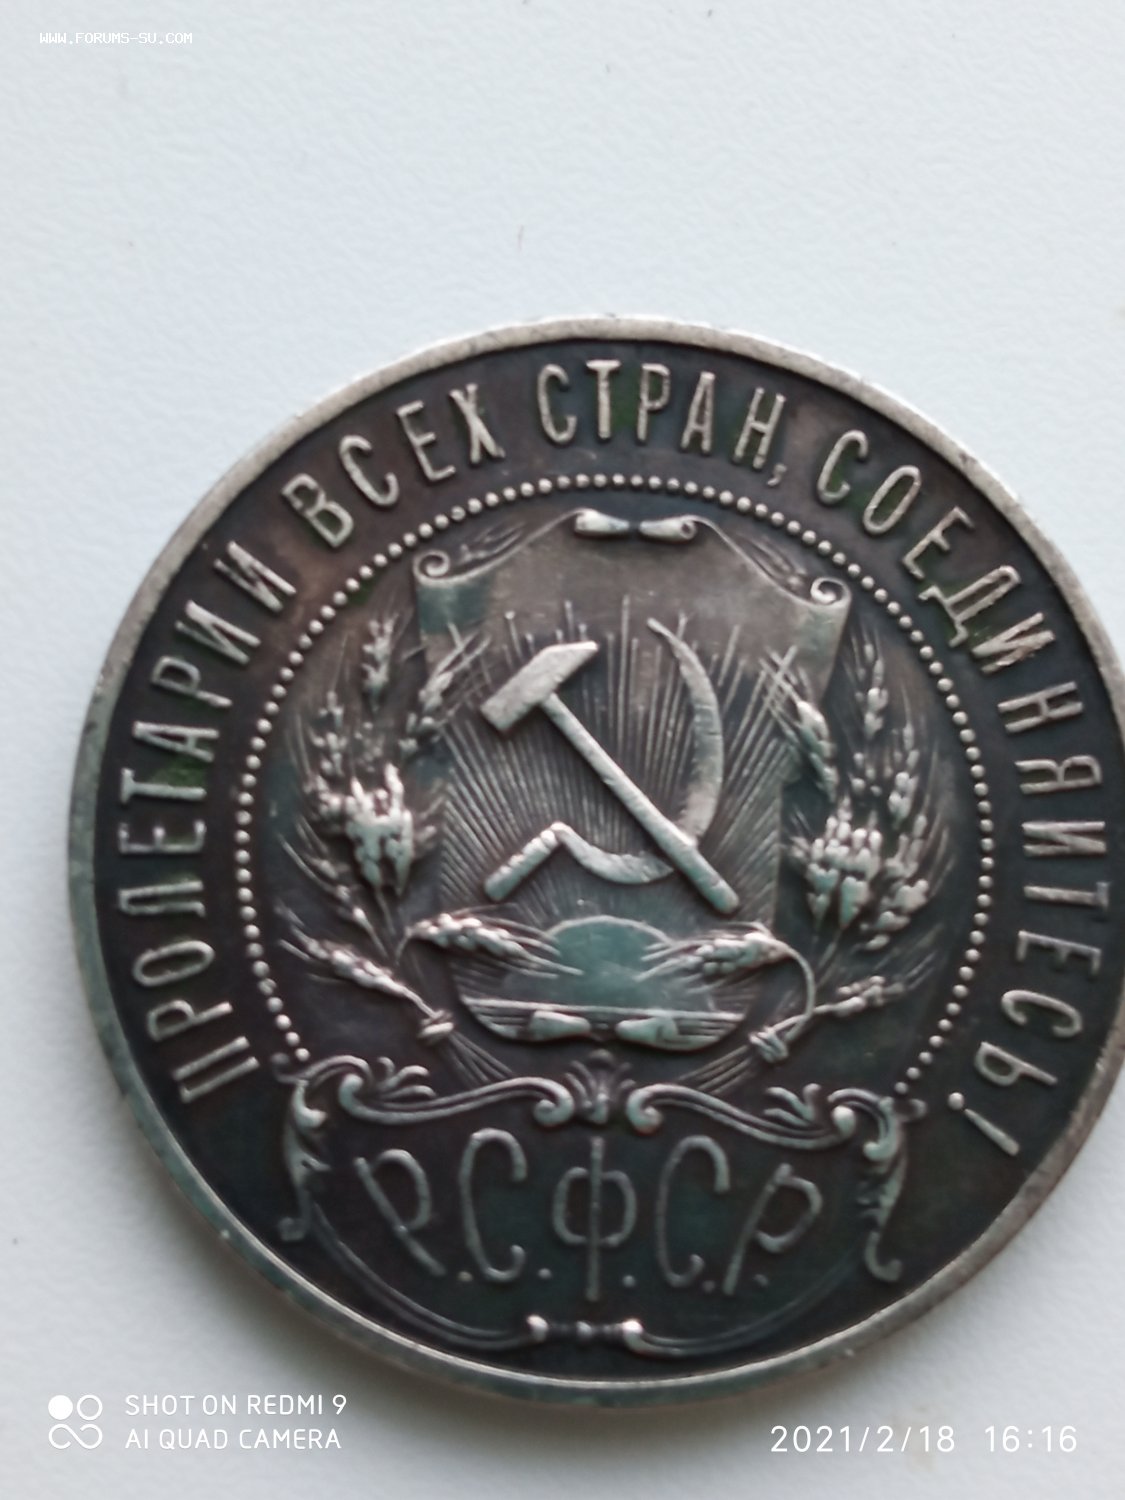 WWW.FORUMS-SU.COM
ПРОЛЕТАРИИ ВСЕХ СТРАН, СОЕДИНЯЙТЕСЬ!
Р.С.Ф.С.Р.
SHOT ON REDMI 9
AI QUAD CAMERA
2021/2/18 16:16